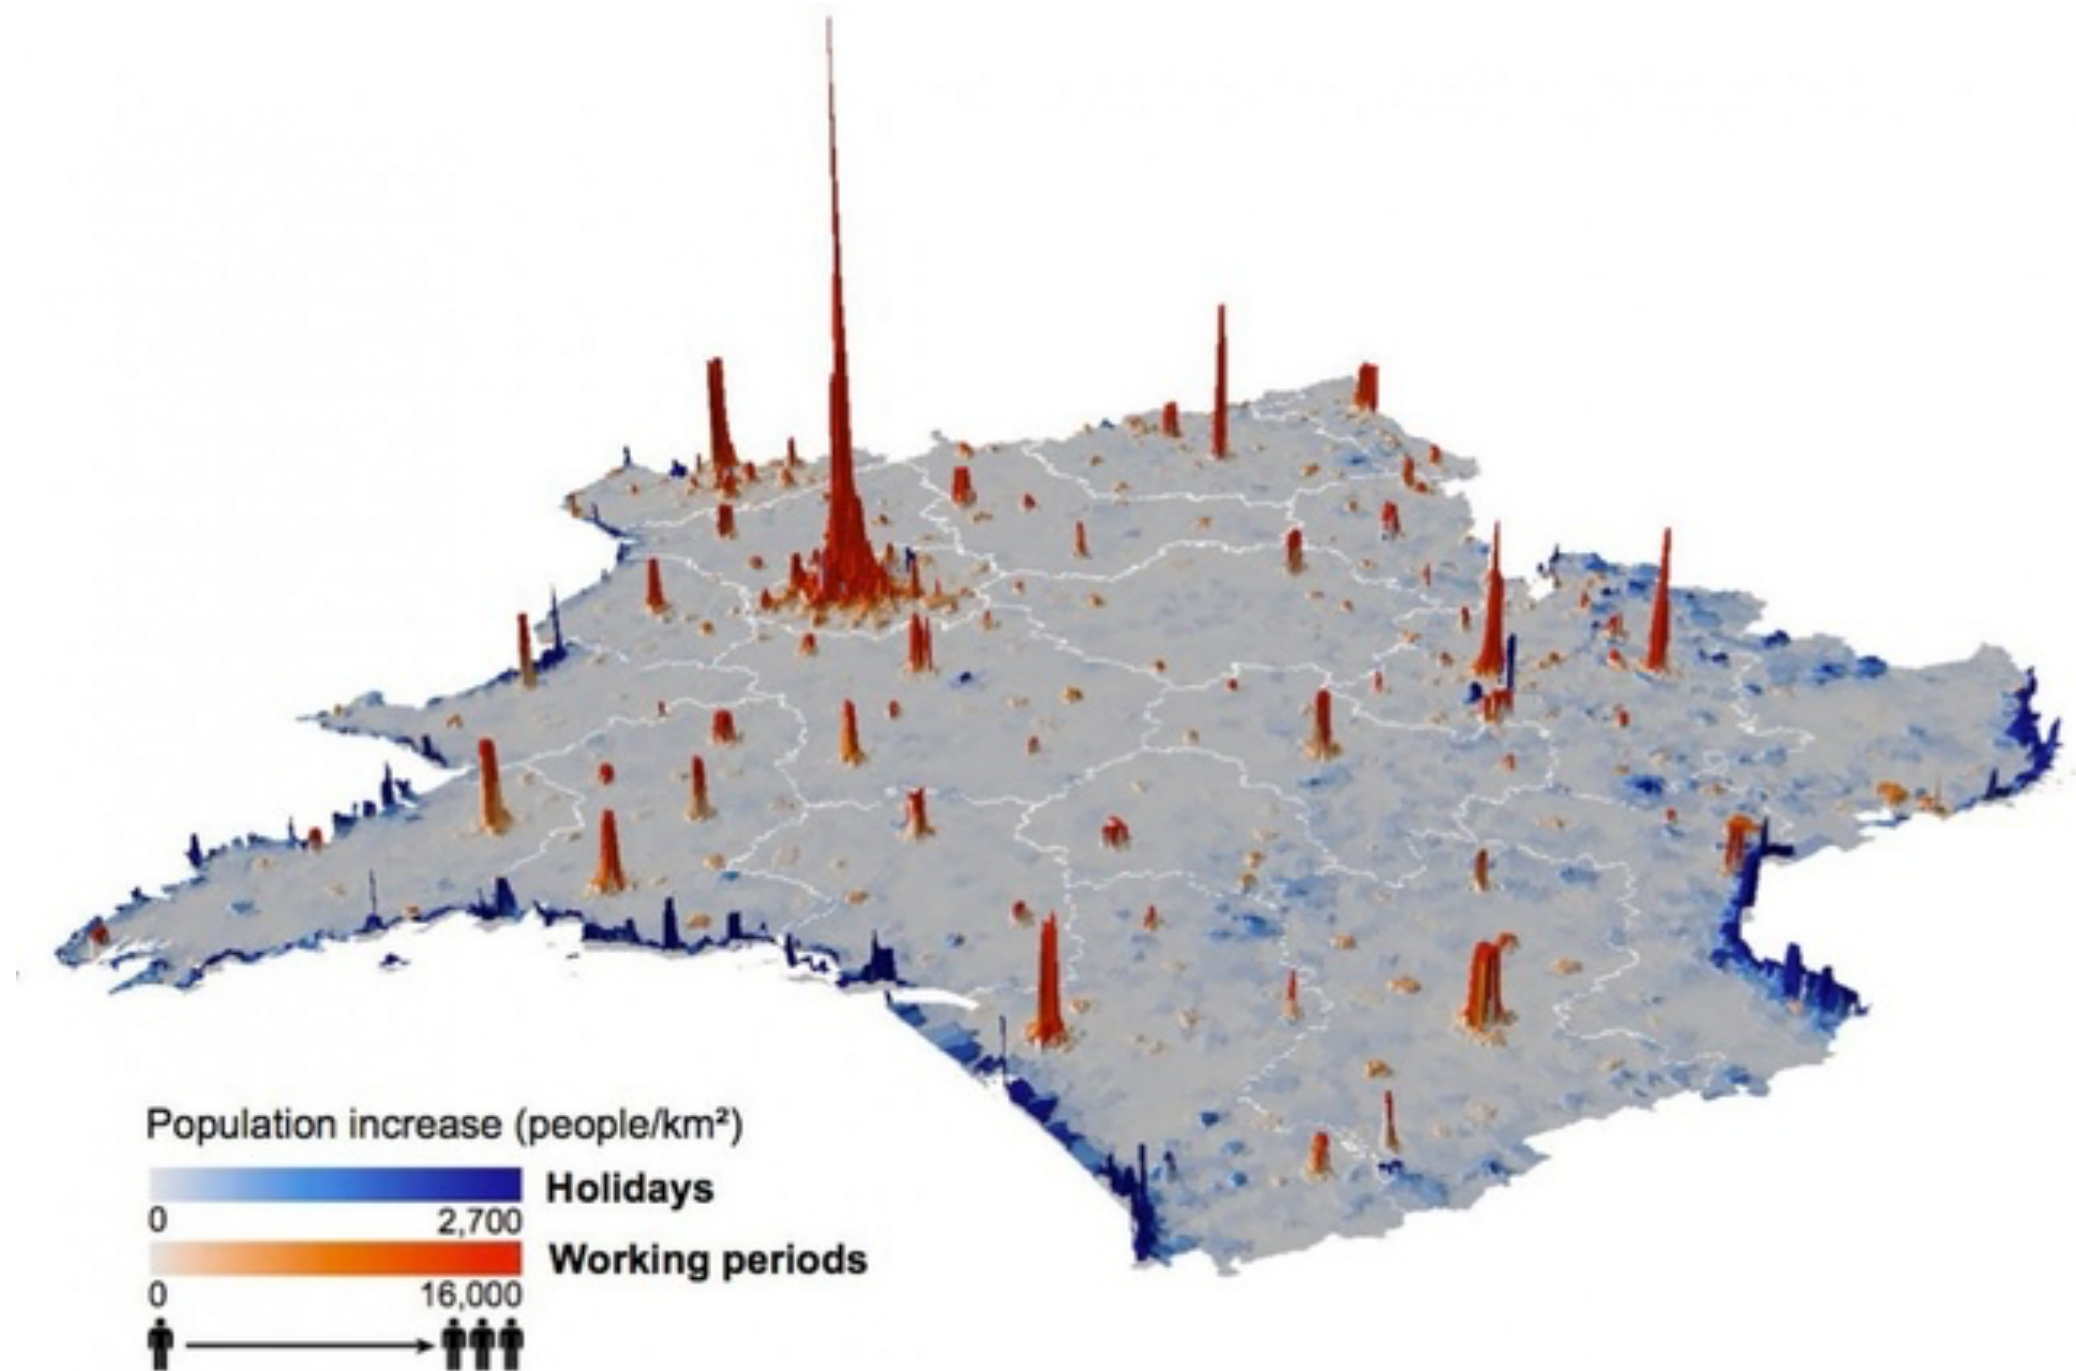 Population increase (people/km²)
Holidays
0 2,700
Working periods
0 16,000